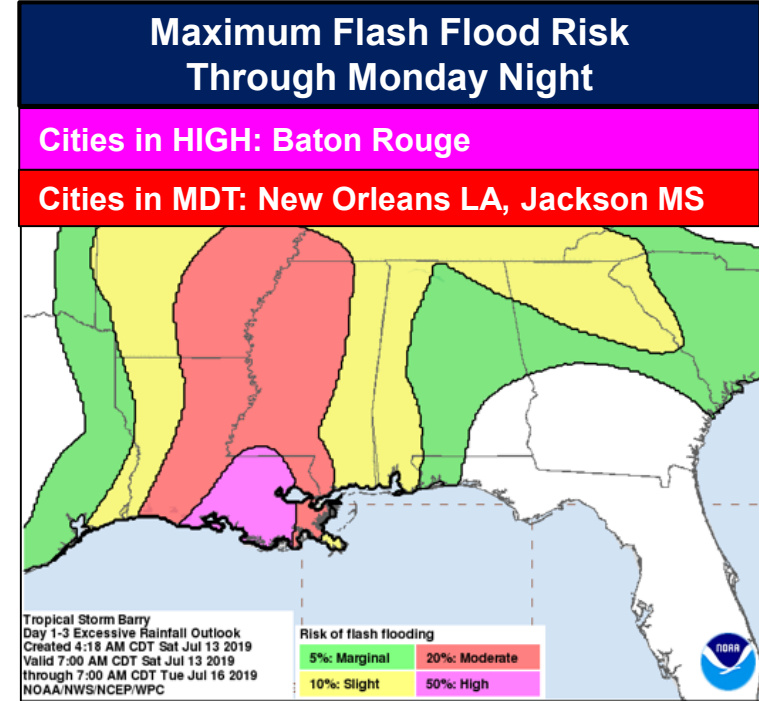 Maximum Flash Flood Risk
Through Monday Night
Cities in HIGH: Baton Rouge
Cities in MDT: New Orleans LA, Jackson MS
Tropical Storm Barry
Day 1-3 Excessive Rainfall Outlook
Created 4:18 AM CDT Sat Jul 13 2019
Valid 7:00 AM CDT Sat Jul 13 2019
through 7:00 AM CDT Tue Jul 16 2019
NOAA/NWS/NCEP/WPC
Risk of flash flooding
5%: Marginal
20%: Moderate
10%: Slight
50%: High
NOAA